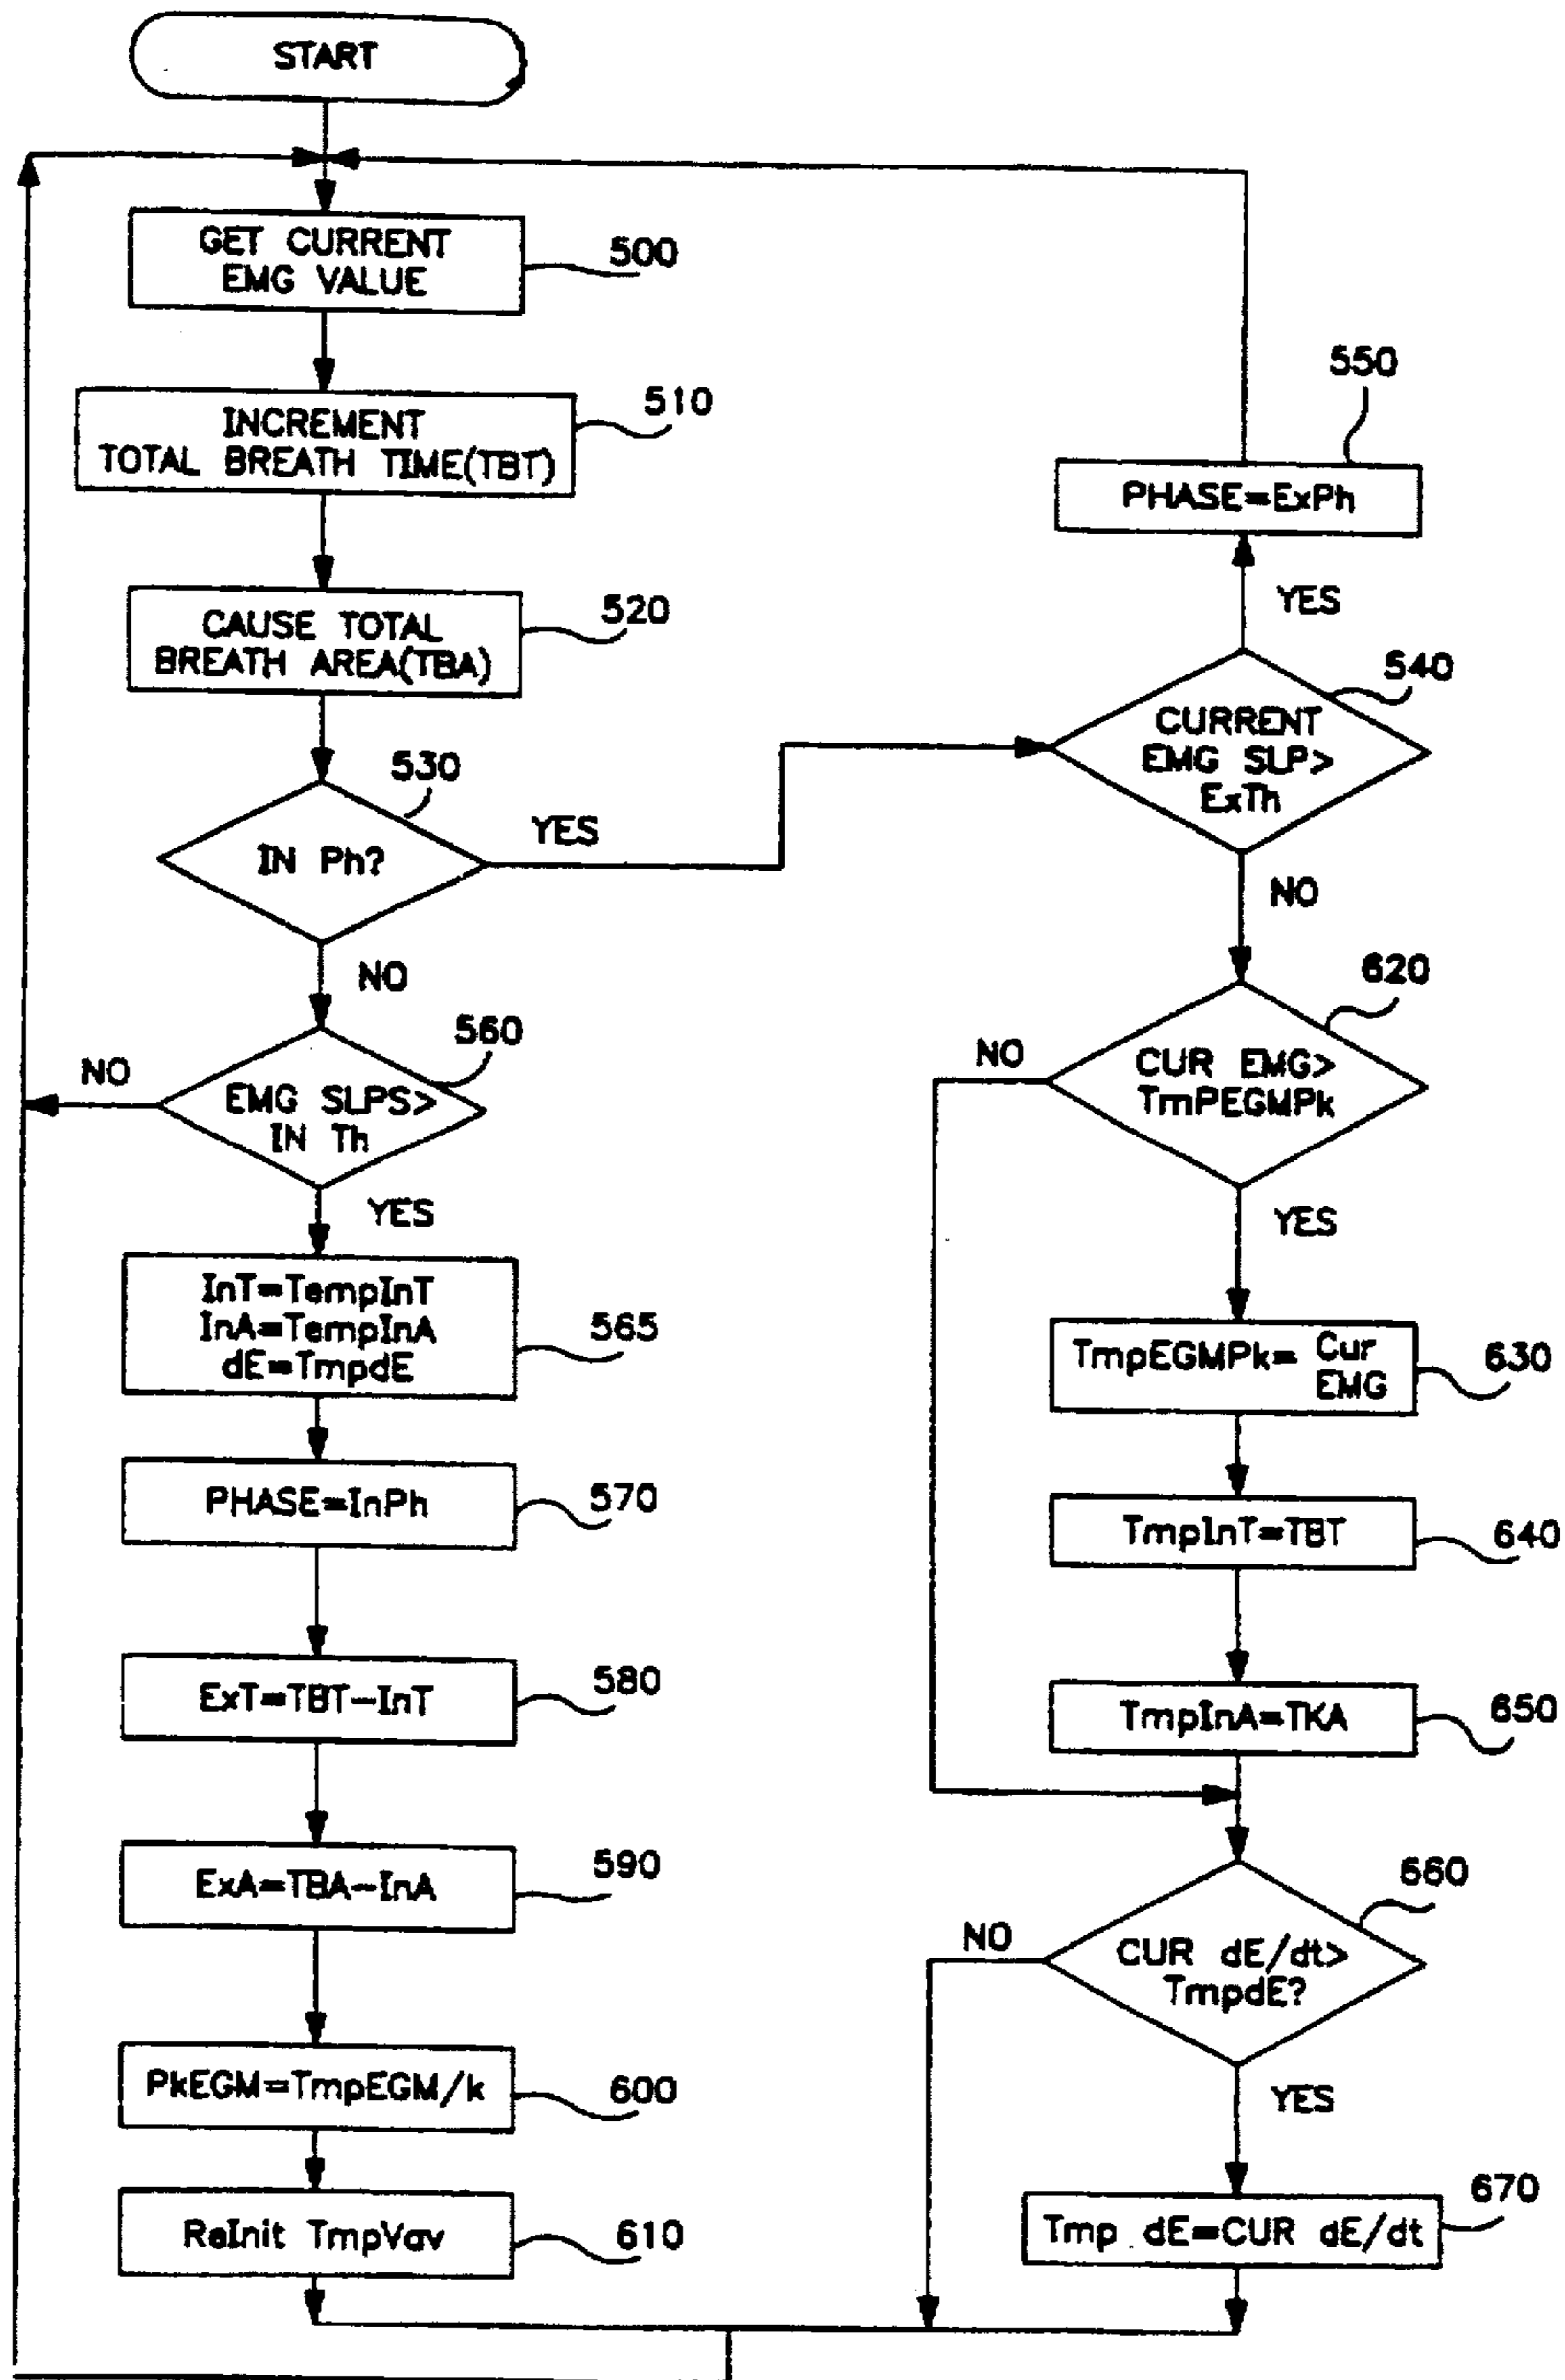 START
GET CURRENT
EMG VALUE
500
INCREMENT
TOTAL BREATH TIME(TBT)
510
CAUSE TOTAL
BREATH AREA(TBA)
520
IN Ph?
530
YES
NO
EMG SLPS>
IN Th
560
NO
YES
InT=TempInT
InA=TempInA
dE=TmpdE
565
PHASE=InPh
570
ExT=TBT-InT
580
ExA=TBA-InA
590
PkEGM=TmpEGM/k
600
ReInit TmpVav
610
550
PHASE=ExPh
YES
540
CURRENT
EMG SLP>
ExTh
NO
620
CUR EMG>
TmPEGMPk
NO
YES
TmpEGMPk= Cur
EMG
630
TmpInT=TBT
640
TmpInA=TKA
650
660
CUR dE/dt>
TmpdE?
NO
YES
670
Tmp dE=CUR dE/dt